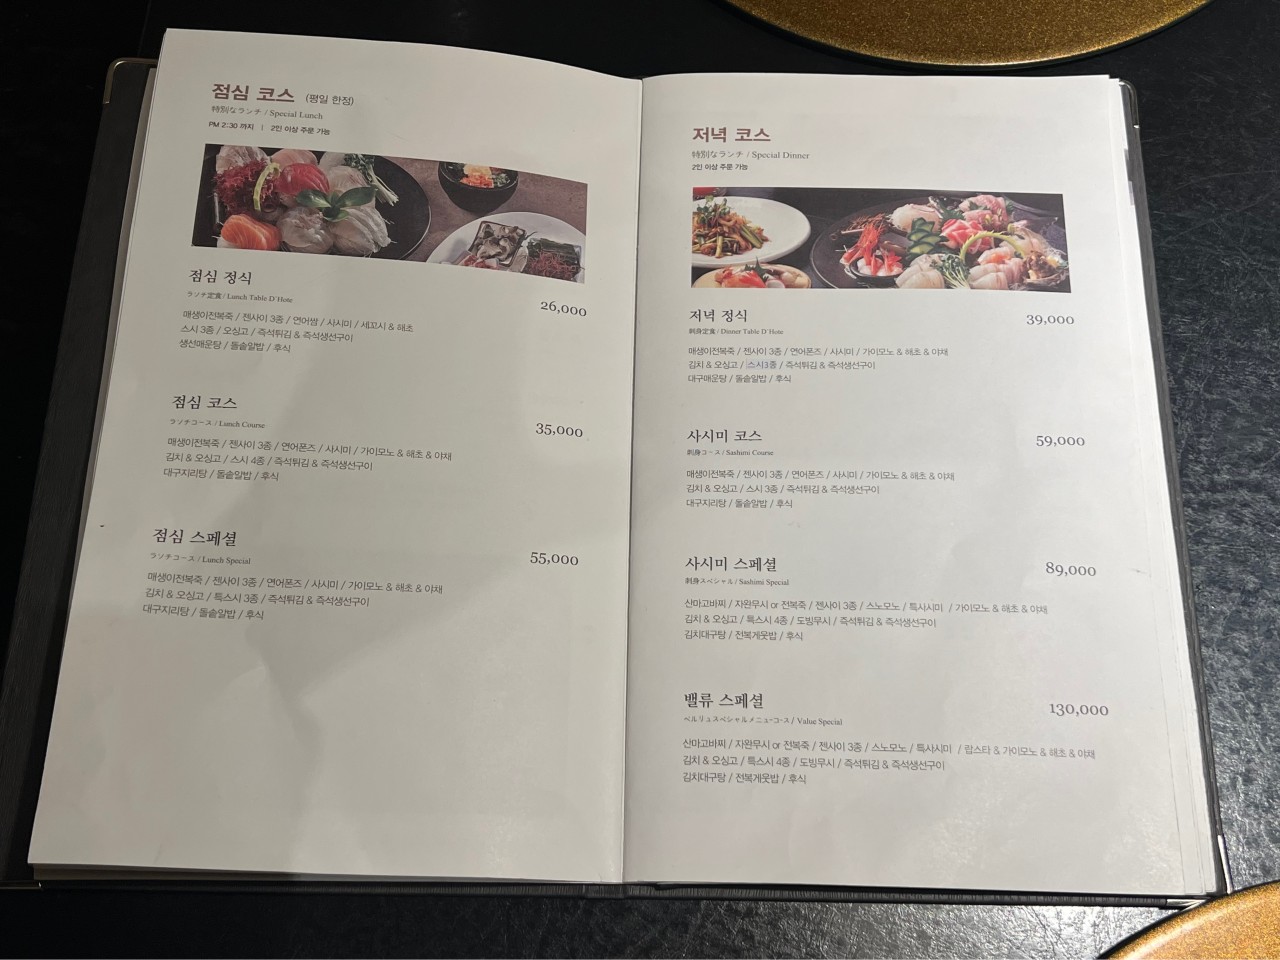 점심 코스 (평일 한정)
特別なランチ / Special Lunch
PM 2:30 까지 | 2인 이상 주문 가능
점심 정식
ランチ定食 / Lunch Table D'Hote
26,000
매생이전복죽 / 젠사이 3종 / 연어쌈 / 사시미 / 세꼬시 & 해초
스시 3종 / 오싱고 / 즉석튀김 & 즉석생선구이
생선매운탕 / 돌솥알밥 / 후식
점심 코스
ランチコース / Lunch Course
35,000
매생이전복죽 / 젠사이 3종 / 연어폰즈 / 사시미 / 가이모노 & 해초 & 야채
김치 & 오싱고 / 스시 4종 / 즉석튀김 & 즉석생선구이
대구지리탕 / 돌솥알밥 / 후식
점심 스페셜
ランチコース / Lunch Special
55,000
매생이전복죽 / 젠사이 3종 / 연어폰즈 / 사시미 / 가이모노 & 해초 & 야채
김치 & 오싱고 / 특스시 3종 / 즉석튀김 & 즉석생선구이
대구지리탕 / 돌솥알밥 / 후식
저녁 코스
特別なランチ / Special Dinner
2인 이상 주문 가능
저녁 정식
刺身定食 / Dinner Table D'Hote
39,000
매생이전복죽 / 젠사이 3종 / 연어폰즈 / 사시미 / 가이모노 & 해초 & 야채
김치 & 오싱고 / 스시3종 / 즉석튀김 & 즉석생선구이
대구매운탕 / 돌솥알밥 / 후식
사시미 코스
刺身コース / Sashimi Course
59,000
매생이전복죽 / 젠사이 3종 / 연어폰즈 / 사시미 / 가이모노 & 해초 & 야채
김치 & 오싱고 / 스시 3종 / 즉석튀김 & 즉석생선구이
대구지리탕 / 돌솥알밥 / 후식
사시미 스페셜
刺身スペシャル / Sashimi Special
89,000
산마고바찌 / 자완무시 or 전복죽 / 젠사이 3종 / 스노모노 / 특사시미 / 가이모노 & 해초 & 야채
김치 & 오싱고 / 특스시 4종 / 도빙무시 / 즉석튀김 & 즉석생선구이
김치대구탕 / 전복게웃밥 / 후식
밸류 스페셜
ベルリュスペシャルメニューコース / Value Special
130,000
산마고바찌 / 자완무시 or 전복죽 / 젠사이 3종 / 스노모노 / 특사시미 / 랍스타 & 가이모노 & 해초 & 야채
김치 & 오싱고 / 특스시 4종 / 도빙무시 / 즉석튀김 & 즉석생선구이
김치대구탕 / 전복게웃밥 / 후식